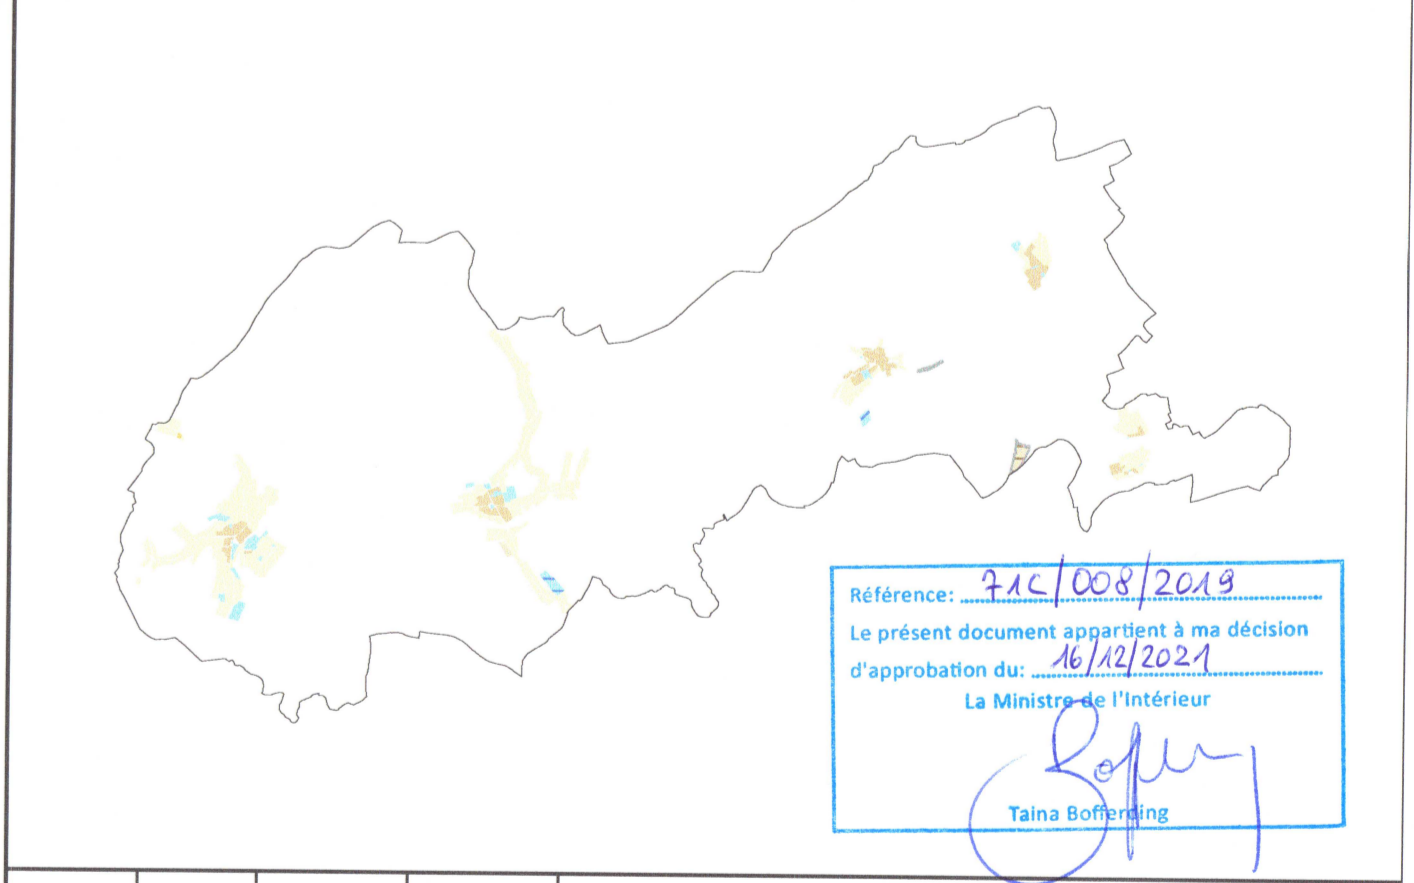 Référence: 71C/008/2019
Le présent document appartient à ma décision
d'approbation du: 16/12/2021
La Ministre de l'Intérieur
Taina Bofferding